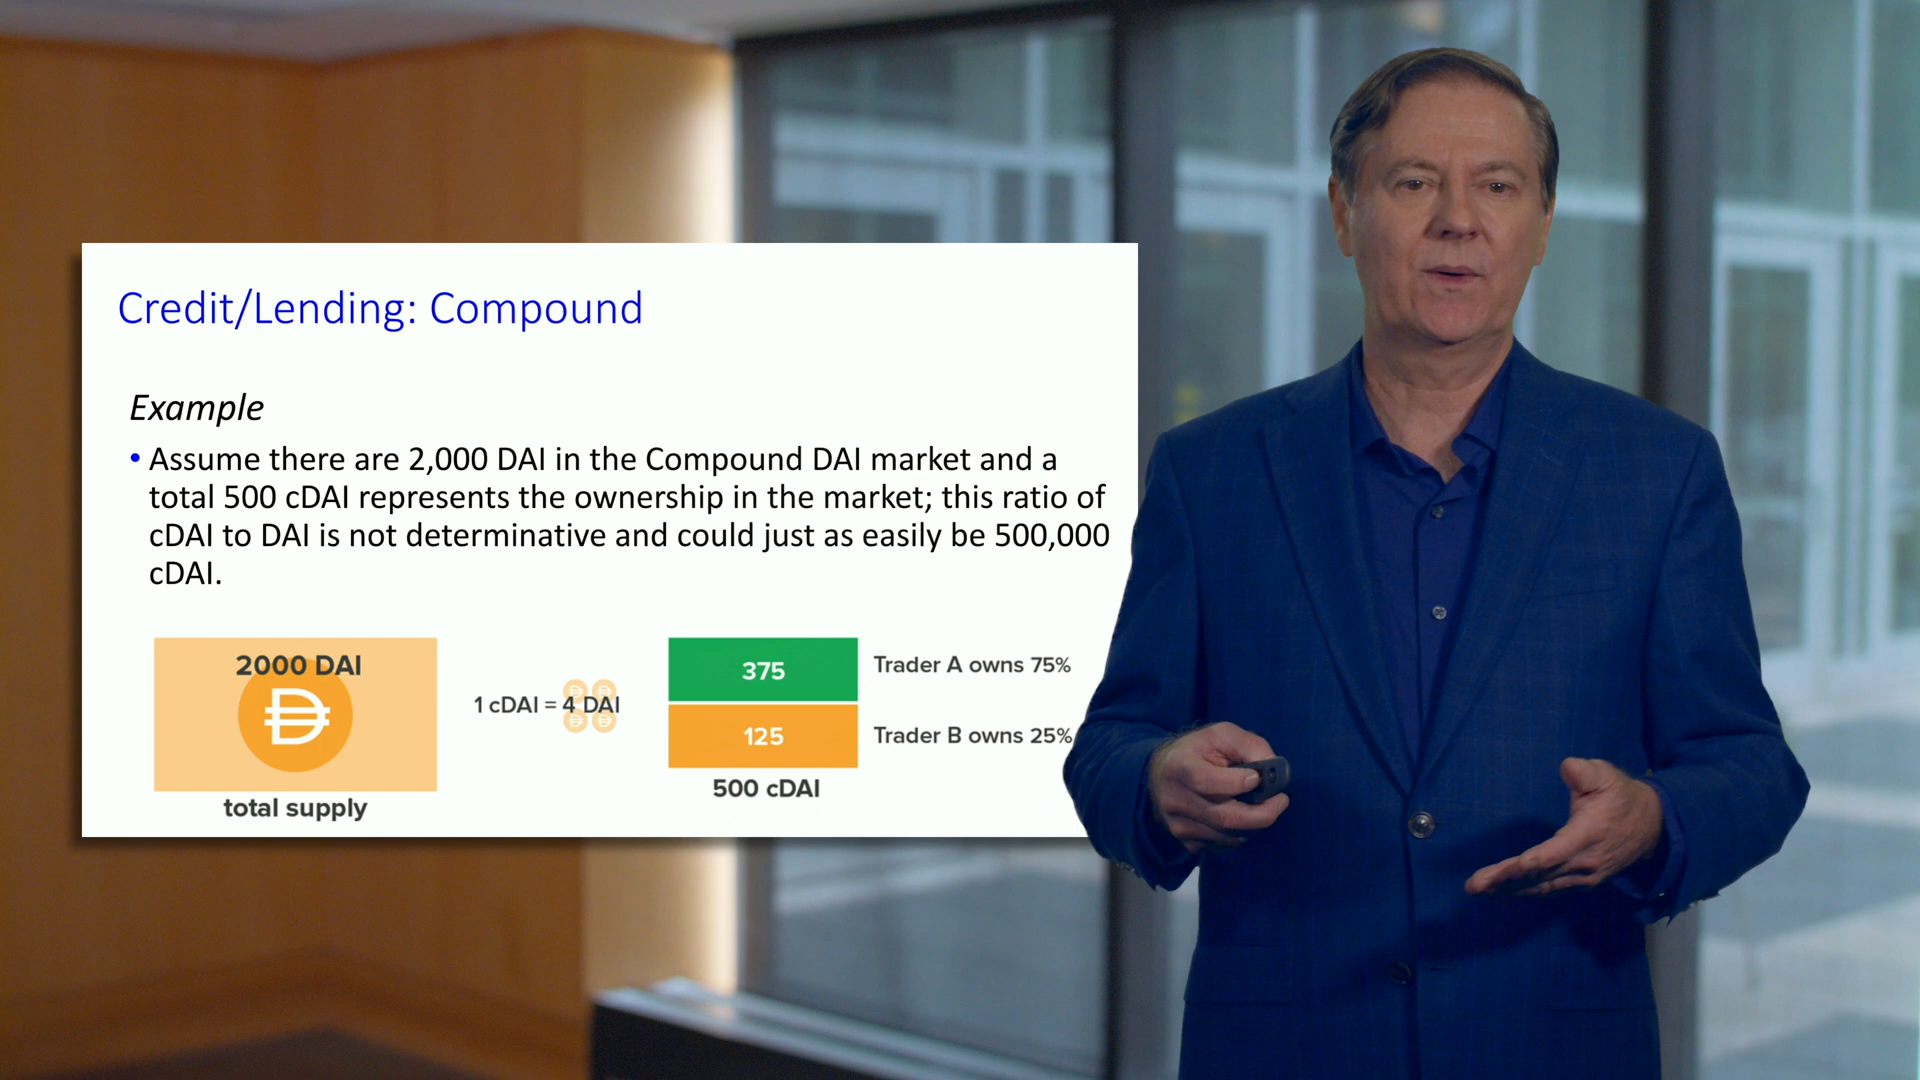 Credit/Lending: Compound
Example
• Assume there are 2,000 DAI in the Compound DAI market and a
total 500 cDAI represents the ownership in the market; this ratio of
cDAI to DAI is not determinative and could just as easily be 500,000
cDAI.
2000 DAI
total supply
1 cDAI = 4 DAI
375
Trader A owns 75%
125
Trader B owns 25%
500 cDAI